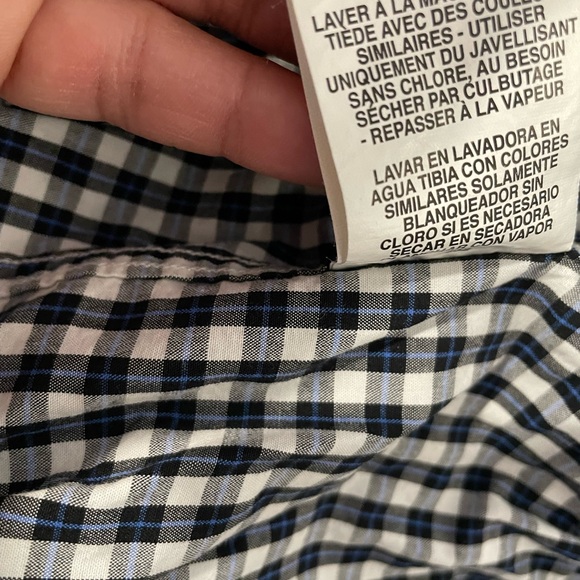 LAVER À LA
TIÈDE AVEC DES
SIMILAIRES - UTILISER
UNIQUEMENT DU JAVELLISANT
SANS CHLORE, AU BESOIN
SÉCHER PAR CULBUTAGE
- REPASSER À LA VAPEUR
LAVAR EN LAVADORA EN
AGUA TIBIA CON COLORES
SIMILARES SOLAMENTE
BLANQUEADOR SIN
CLORO SI ES NECESARIO
SECAR EN SECADORA
CON VAPOR